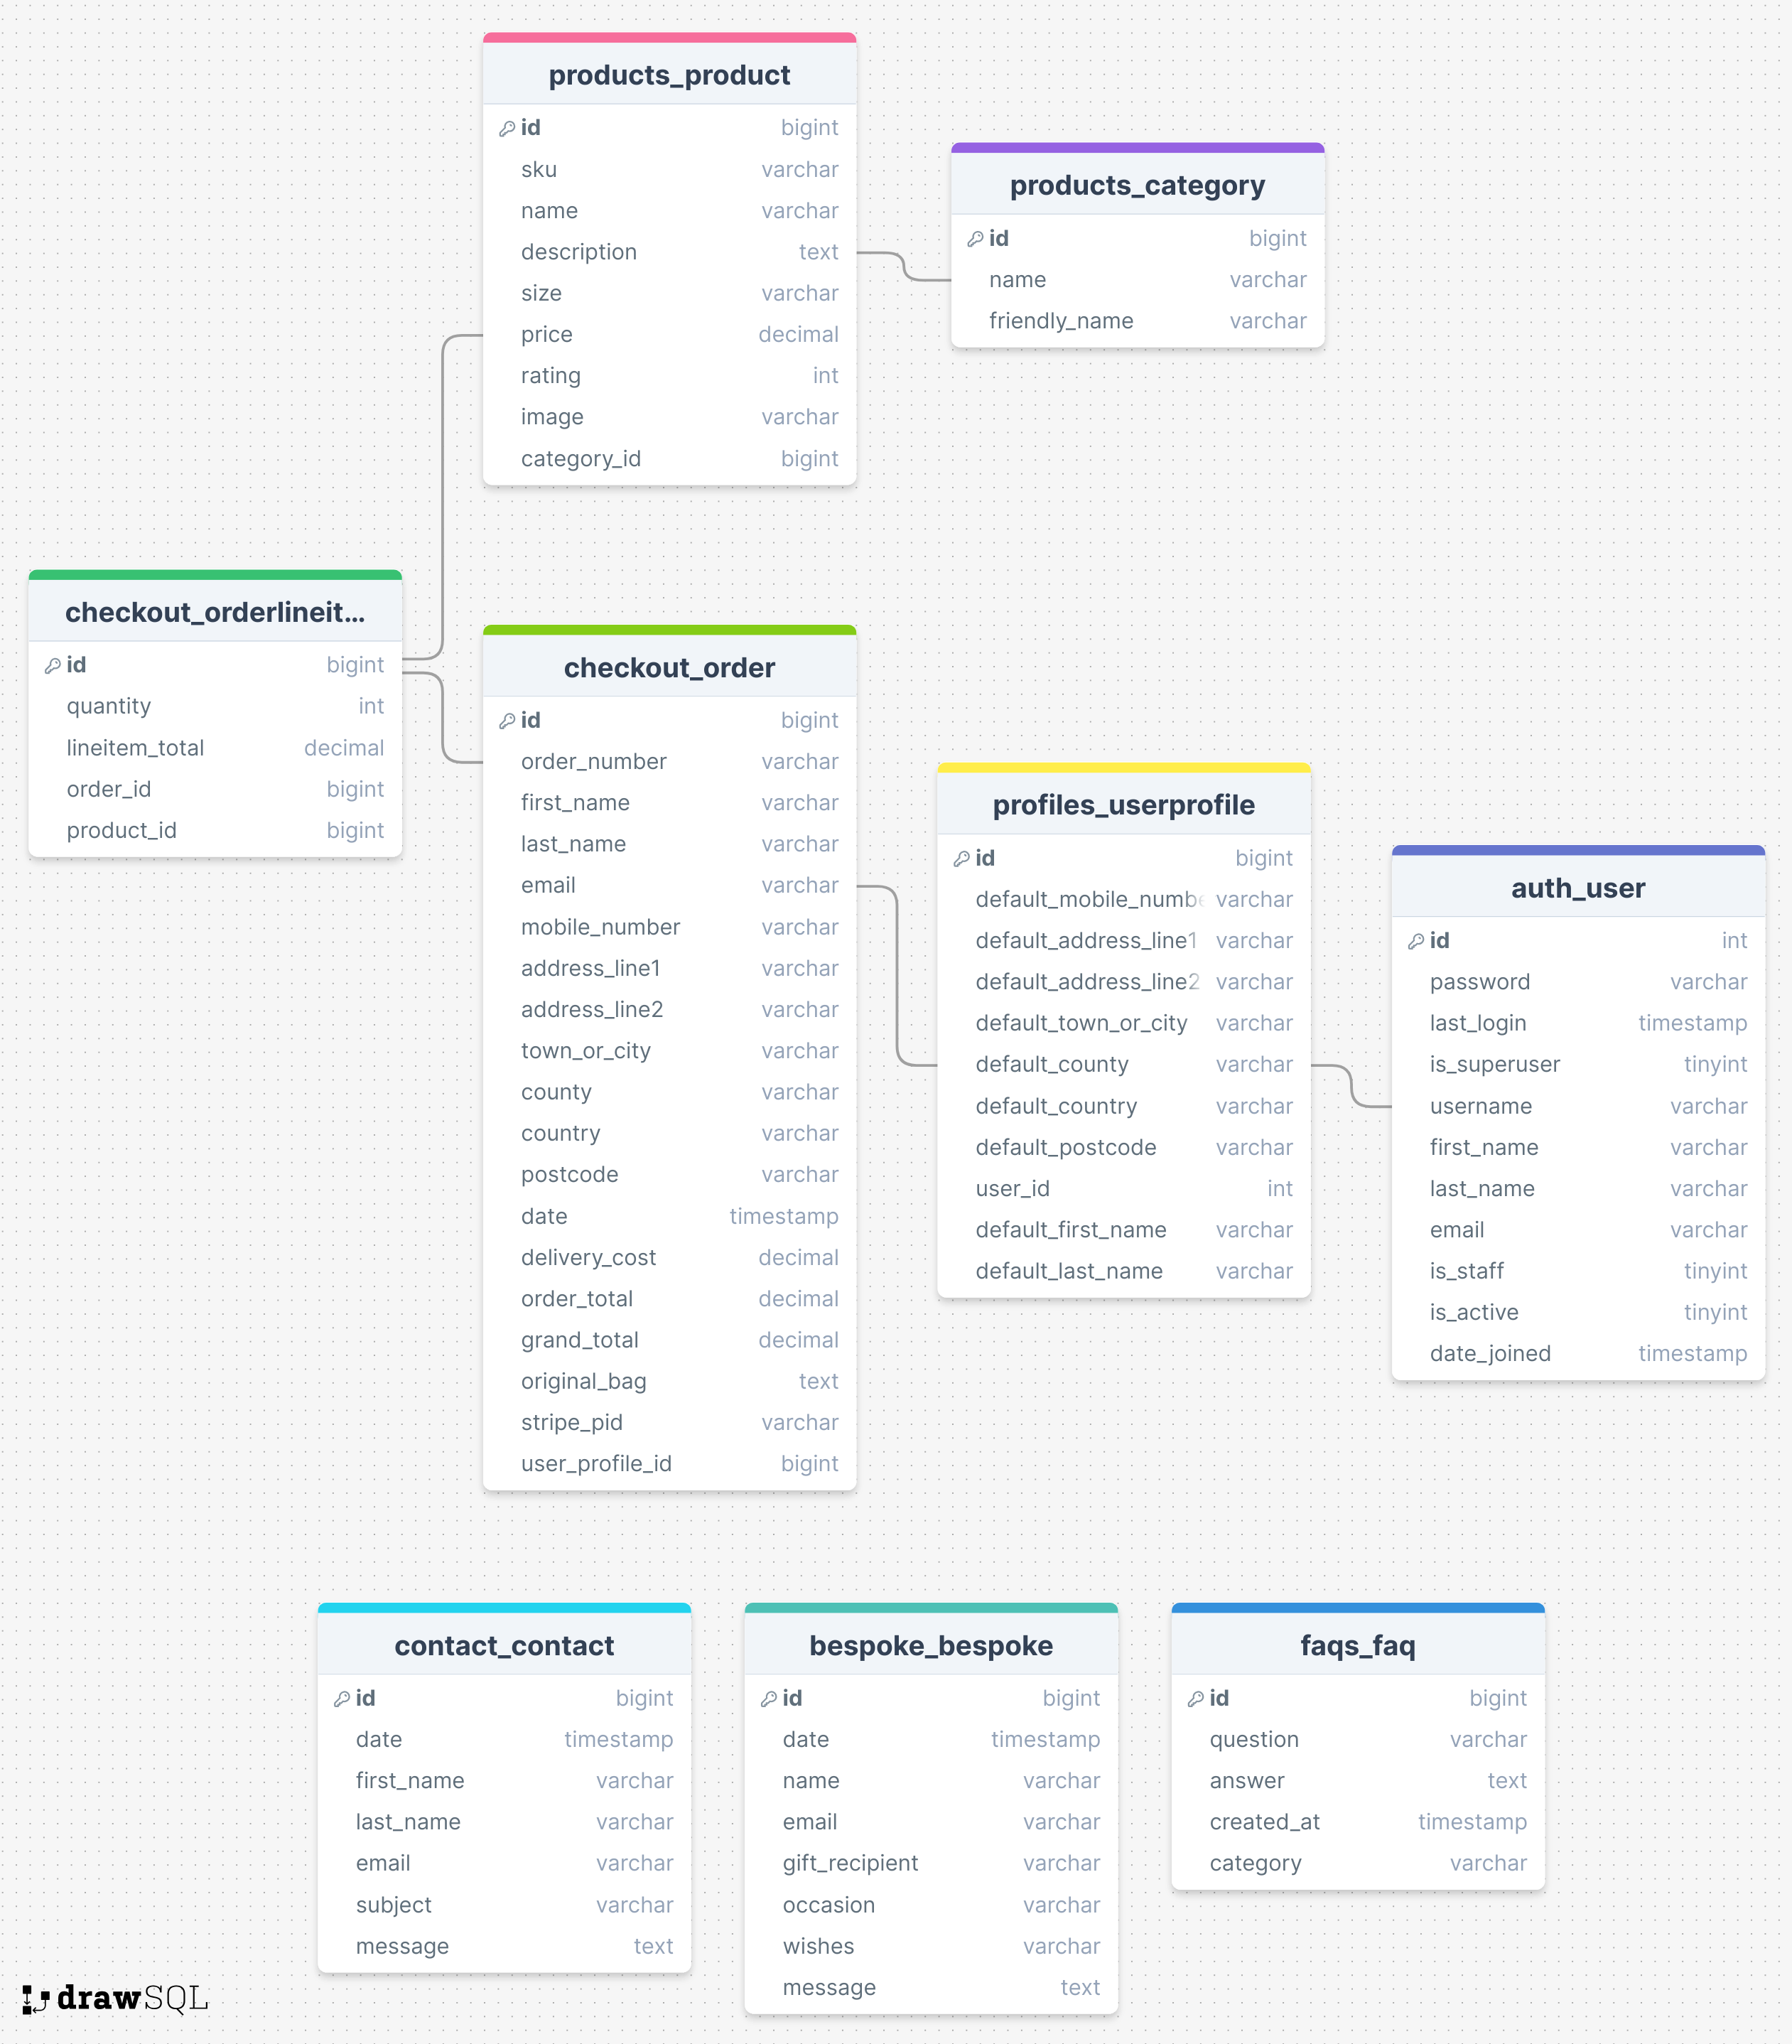 products_product
id bigint
sku varchar
name varchar
description text
size varchar
price decimal
rating int
image varchar
category_id bigint
products_category
id bigint
name varchar
friendly_name varchar
checkout_orderlineit...
id bigint
quantity int
lineitem_total decimal
order_id bigint
product_id bigint
checkout_order
id bigint
order_number varchar
first_name varchar
last_name varchar
email varchar
mobile_number varchar
address_line1 varchar
address_line2 varchar
town_or_city varchar
county varchar
country varchar
postcode varchar
date timestamp
delivery_cost decimal
order_total decimal
grand_total decimal
original_bag text
stripe_pid varchar
user_profile_id bigint
profiles_userprofile
id bigint
default_mobile_numbe varchar
default_address_line1 varchar
default_address_line2 varchar
default_town_or_city varchar
default_county varchar
default_country varchar
default_postcode varchar
user_id int
default_first_name varchar
default_last_name varchar
auth_user
id int
password varchar
last_login timestamp
is_superuser tinyint
username varchar
first_name varchar
last_name varchar
email varchar
is_staff tinyint
is_active tinyint
date_joined timestamp
contact_contact
id bigint
date timestamp
first_name varchar
last_name varchar
email varchar
subject varchar
message text
bespoke_bespoke
id bigint
date timestamp
name varchar
email varchar
gift_recipient varchar
occasion varchar
wishes varchar
message text
faqs_faq
id bigint
question varchar
answer text
created_at timestamp
category varchar
drawSQL